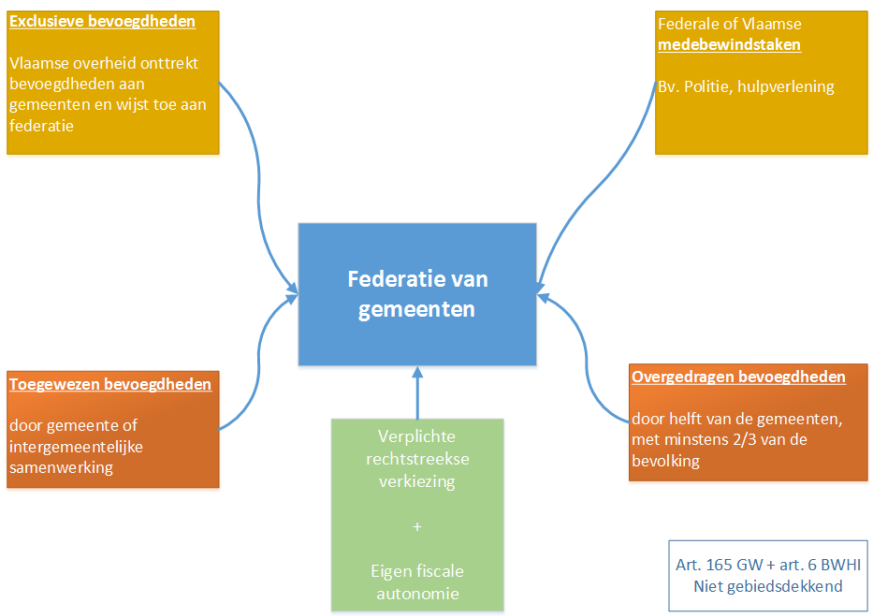 Exclusieve bevoegdheden
Vlaamse overheid onttrekt
bevoegdheden aan
gemeenten en wijst toe aan
federatie
Federale of Vlaamse
medebewindstaken
Bv. Politie, hulpverlening
Federatie van
gemeenten
Toegewezen bevoegdheden
door gemeente of
intergemeentelijke
samenwerking
Overgedragen bevoegdheden
door helft van de gemeenten,
met minstens 2/3 van de
bevolking
Verplichte
rechtstreekse
verkiezing
+
Eigen fiscale
autonomie
Art. 165 GW + art. 6 BWHI
Niet gebiedsdekkend